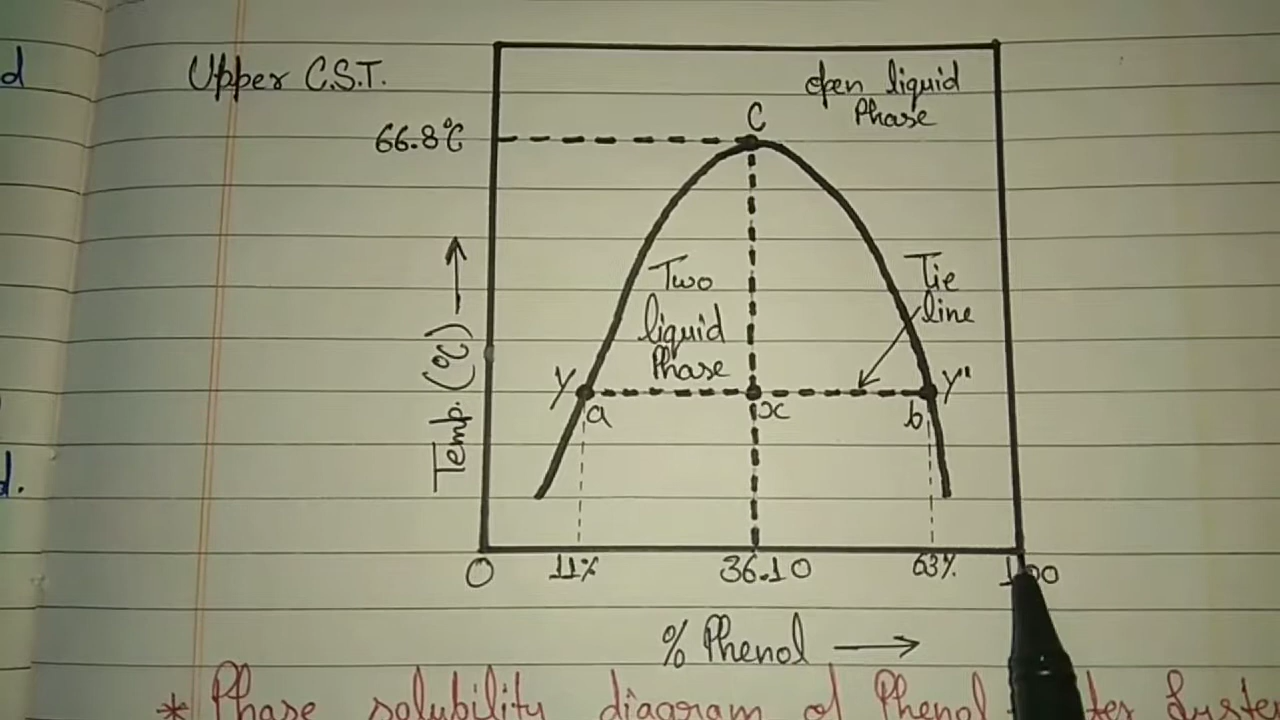 d
Upper C.S.T.
open liquid
Phase
C
66.8°C
Two
liquid
Phase
Tie
line
Temp. (°C) →
Y
Y"
a
x
b
d.
0
11%
36.10
63%
100
% Phenol →
* Phase solubility diagram of Phenol